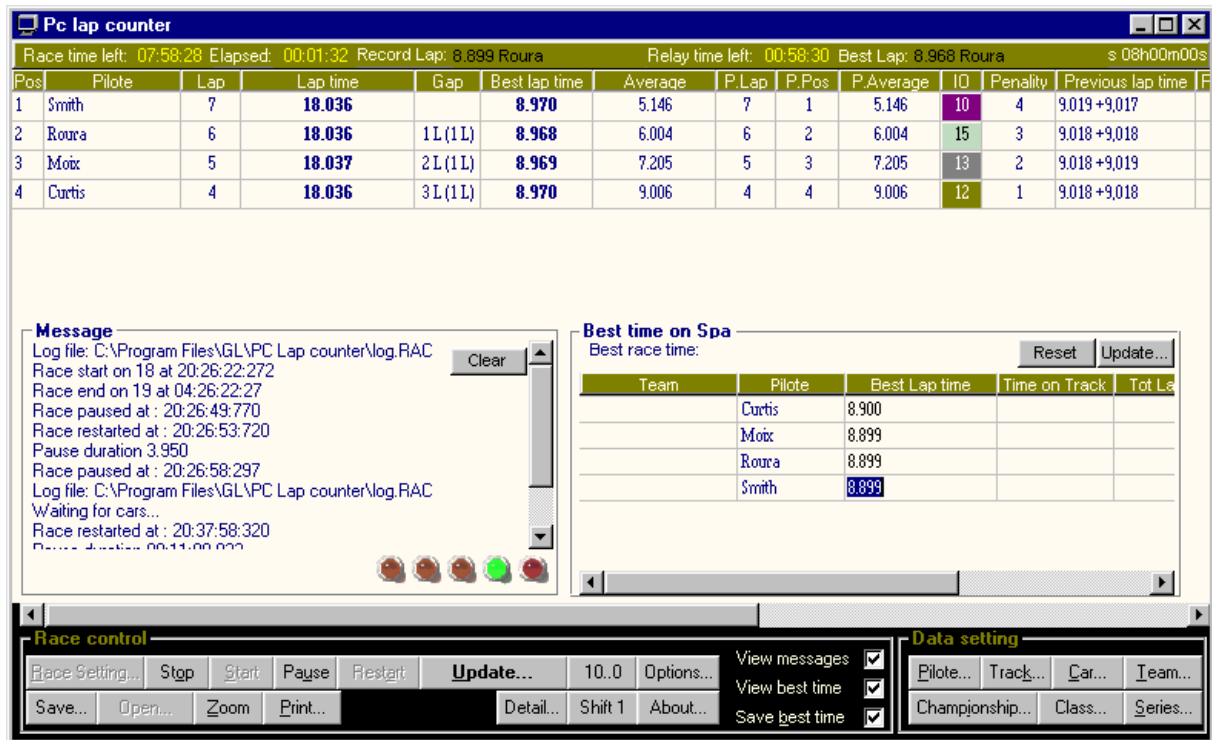 Pc lap counter
Race time left: 07:58:28 Elapsed: 00:01:32 Record Lap: 8.899 Roura Relay time left: 00:58:30 Best Lap: 8.968 Roura s 08h00m00s
Pos Pilote Lap Lap time Gap Best lap time Average P.Lap P.Pos P.Average IO Penality Previous lap time
1 Smith 7 18.036 8.970 5.146 7 1 5.146 10 4 9.019 +9,017
2 Roura 6 18.036 1 L (1 L) 8.968 6.004 6 2 6.004 15 3 9.018 +9,018
3 Moix 5 18.037 2 L (1 L) 8.969 7.205 5 3 7.205 13 2 9.018 +9,019
4 Curtis 4 18.036 3 L (1 L) 8.970 9.006 4 4 9.006 12 1 9.018 +9,018
Message
Log file: C:\Program Files\GL\PC Lap counter\log.RAC
Clear
Race start on 18 at 20:26:22:272
Race end on 19 at 04:26:22:27
Race paused at : 20:26:49:770
Race restarted at : 20:26:53:720
Pause duration 3.950
Race paused at : 20:26:58:297
Log file: C:\Program Files\GL\PC Lap counter\log.RAC
Waiting for cars...
Race restarted at : 20:37:58:320
Best time on Spa
Best race time:
Reset Update...
Team Pilote Best Lap time Time on Track Tot La
Curtis 8.900
Moix 8.899
Roura 8.899
Smith 8.899
Race control
Race Setting... Stop Start Pause Restart Update... 10..0 Options...
Save... Open... Zoom Print... Detail... Shift 1 About...
View messages
View best time
Save best time
Data setting
Pilote... Track... Car... Team...
Championship... Class... Series...